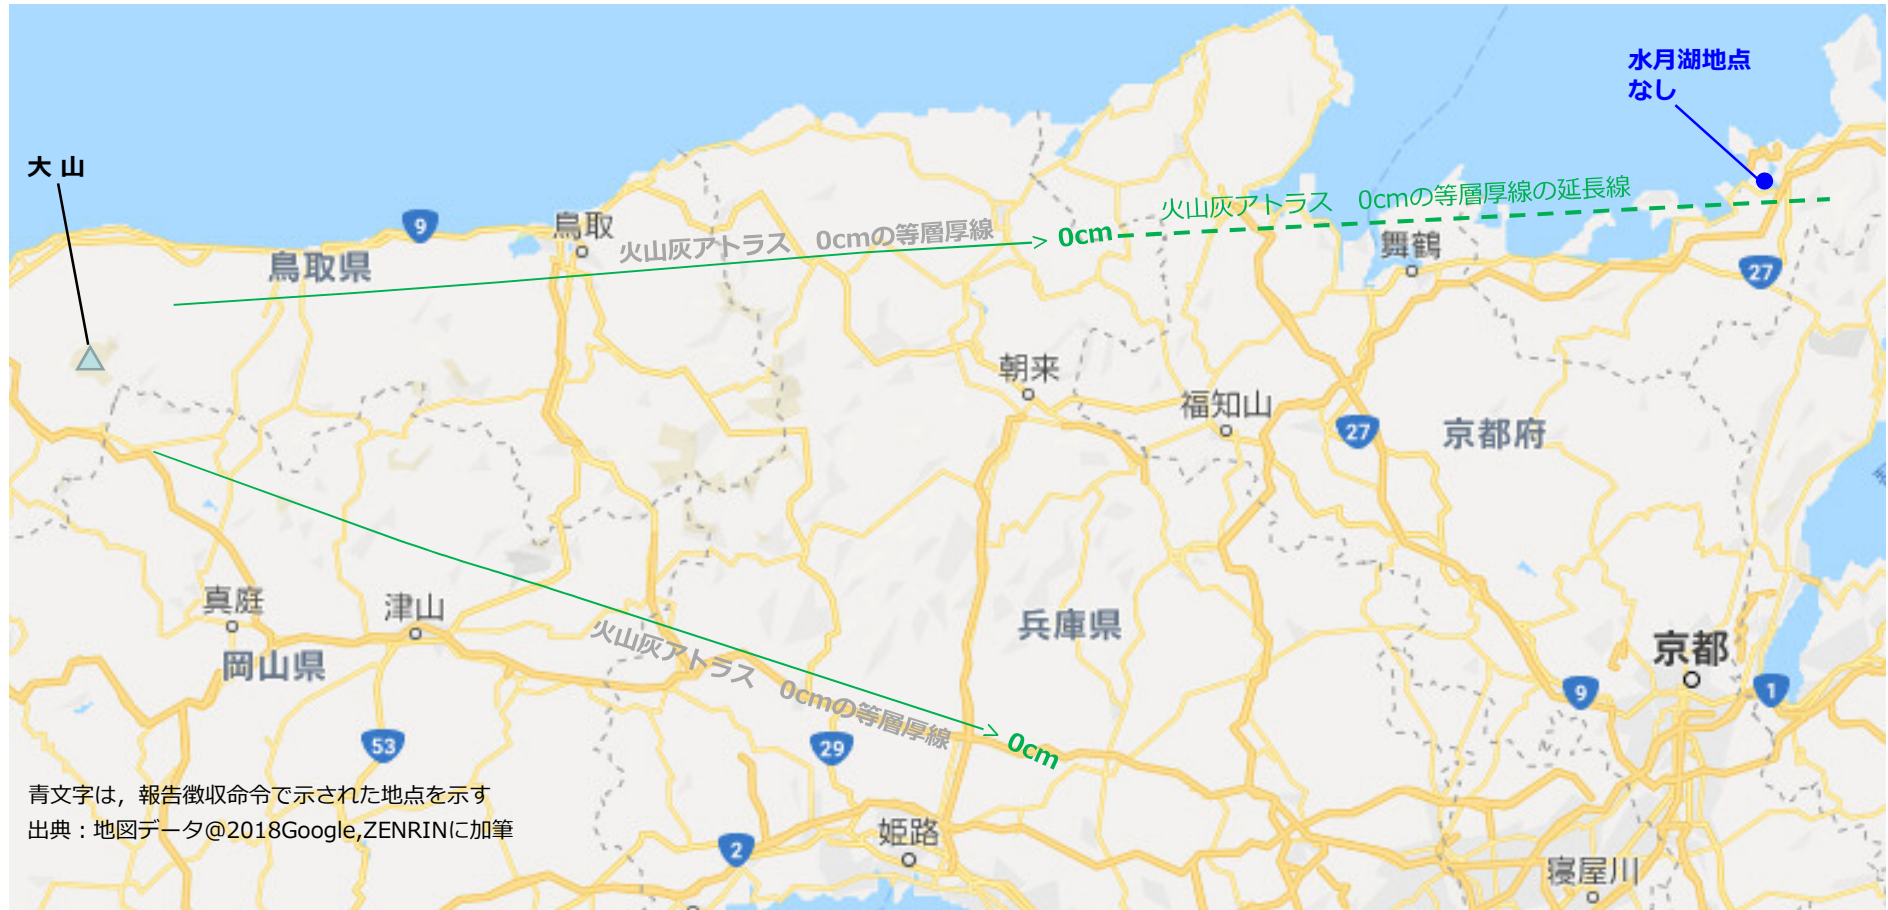 水月湖地点
なし
大 山
火山灰アトラス　0cmの等層厚線の延長線
9
鳥取
火山灰アトラス　0cmの等層厚線
> 0cm
舞鶴
鳥取県
27
朝来
福知山
27
京都府
真庭
津山
兵庫県
火山灰アトラス　0cmの等層厚線
> 0cm
京都
岡山県
9
1
53
29
青文字は，報告徴収命令で示された地点を示す
出典：地図データ@2018Google,ZENRINに加筆
姫路
2
寝屋川